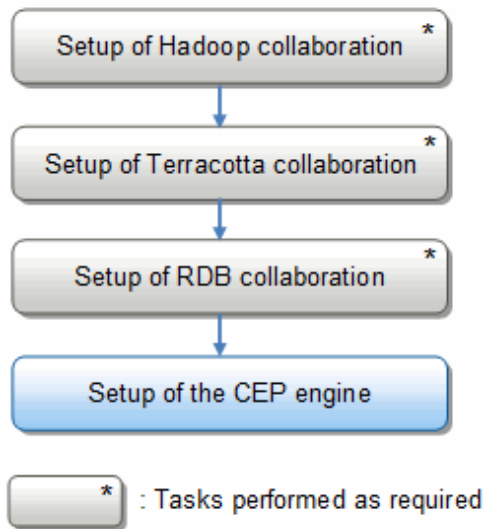 Setup of Hadoop collaboration *
Setup of Terracotta collaboration *
Setup of RDB collaboration *
Setup of the CEP engine
* : Tasks performed as required